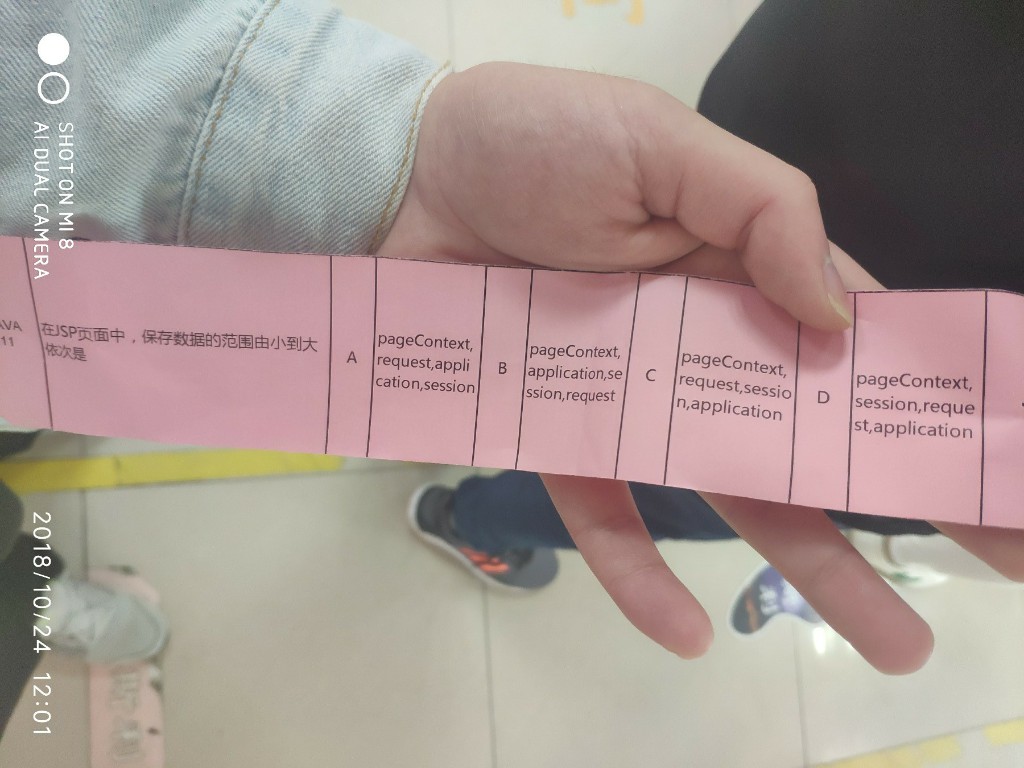 AVA
11
在JSP页面中，保存数据的范围由小到大
依次是
A
pageContext,
request,appli
cation,session
B
pageContext,
application,se
ssion,request
C
pageContext,
request,sessio
n,application
D
pageContext,
session,reque
st,application
SHOT ON MI 8
AI DUAL CAMERA
2018/10/24 12:01